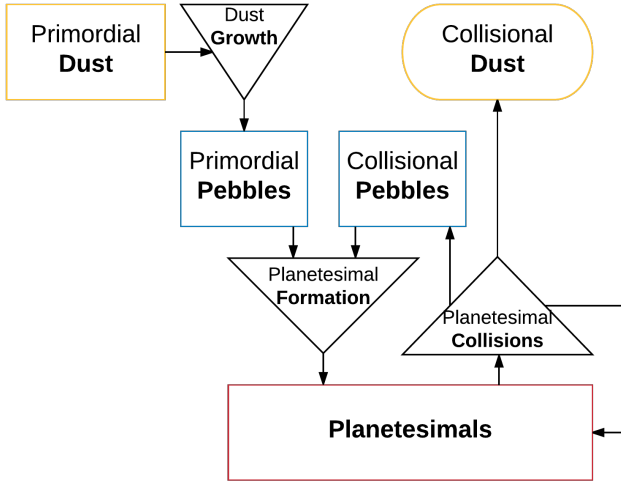 Primordial
Dust
Dust
Growth
Collisional
Dust
Primordial
Pebbles
Collisional
Pebbles
Planetesimal
Formation
Planetesimal
Collisions
Planetesimals